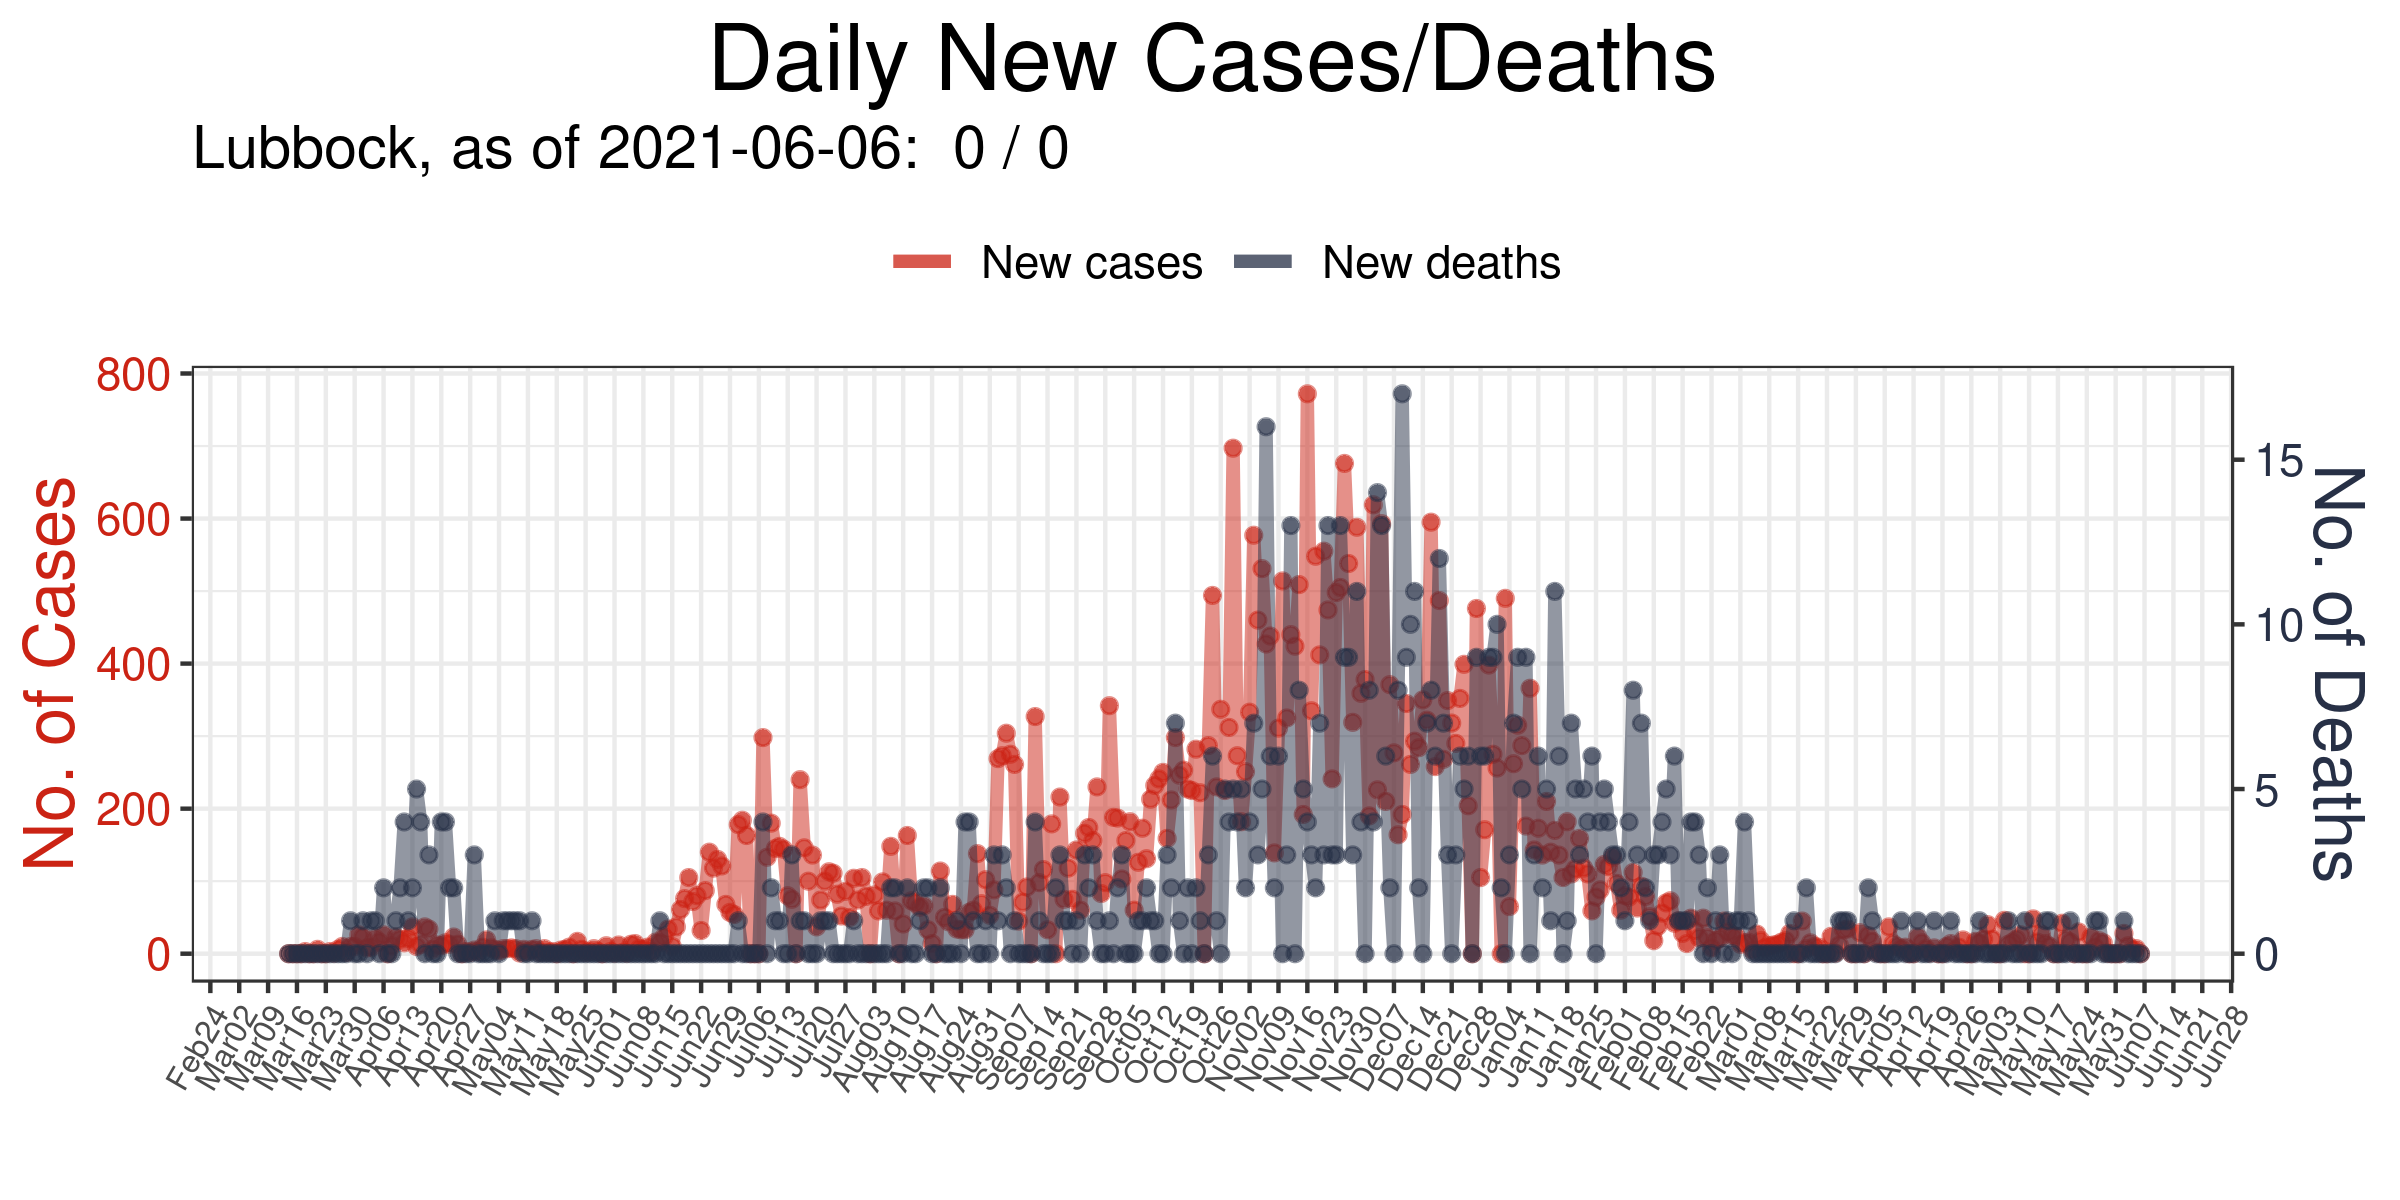 Daily New Cases/Deaths
Lubbock, as of 2021-06-06:  0 / 0
New cases
New deaths
No. of Cases
800
600
400
200
0
15
10
5
0
No. of Deaths
Feb24
Mar02
Mar09
Mar16
Mar23
Mar30
Apr06
Apr13
Apr20
Apr27
May04
May11
May18
May25
Jun01
Jun08
Jun15
Jun22
Jun29
Jul06
Jul13
Jul20
Jul27
Aug03
Aug10
Aug17
Aug24
Aug31
Sep07
Sep14
Sep21
Sep28
Oct05
Oct12
Oct19
Oct26
Nov02
Nov09
Nov16
Nov23
Nov30
Dec07
Dec14
Dec21
Dec28
Jan04
Jan11
Jan18
Jan25
Feb01
Feb08
Feb15
Feb22
Mar01
Mar08
Mar15
Mar22
Mar29
Apr05
Apr12
Apr19
Apr26
May03
May10
May17
May24
May31
Jun07
Jun14
Jun21
Jun28